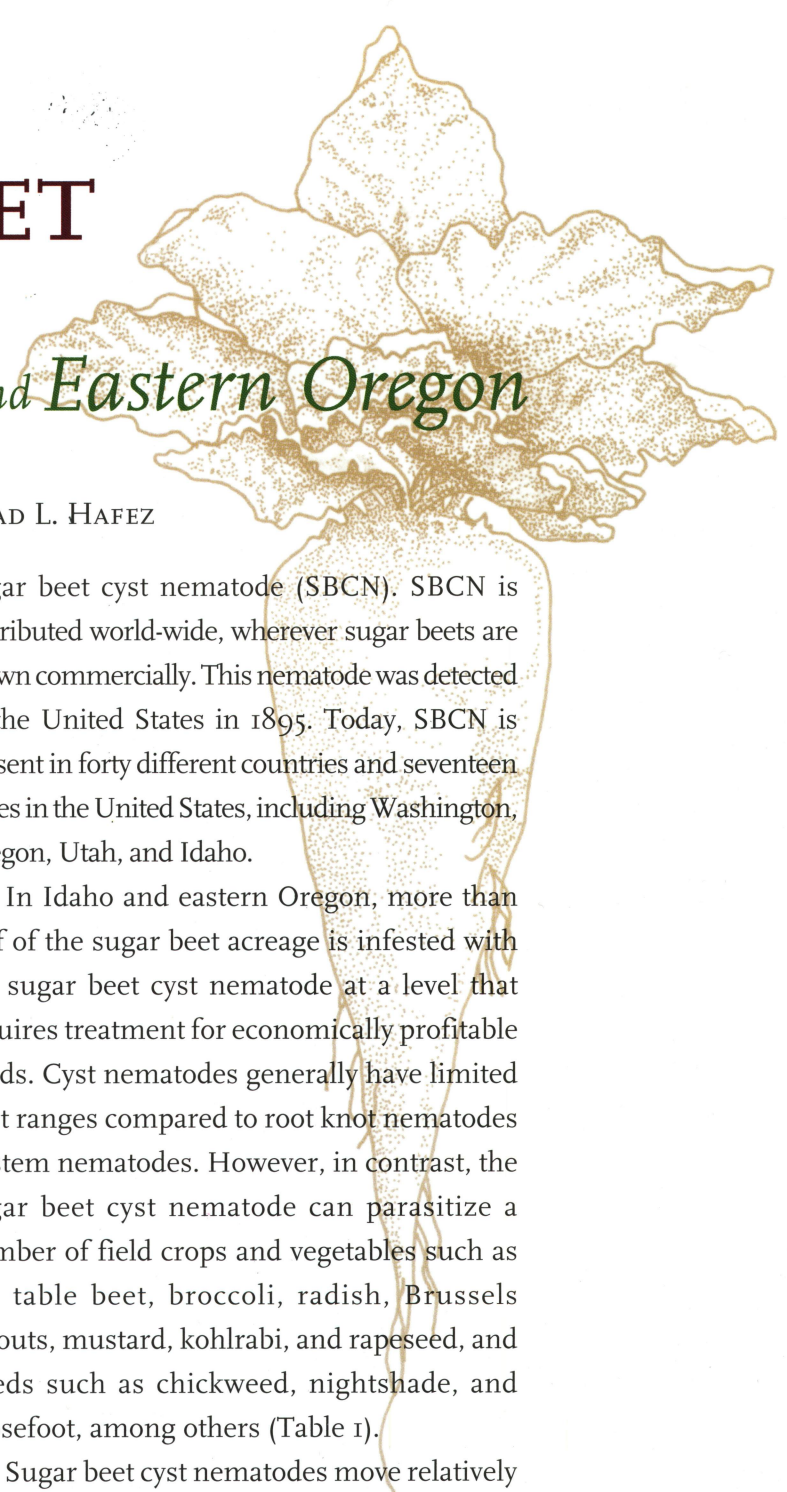 ET
nd Eastern Oregon
AD L. HAFEZ
gar beet cyst nematode (SBCN). SBCN is
tributed world-wide, wherever sugar beets are
wn commercially. This nematode was detected
the United States in 1895. Today, SBCN is
sent in forty different countries and seventeen
es in the United States, including Washington,
egon, Utah, and Idaho.
In Idaho and eastern Oregon, more than
f of the sugar beet acreage is infested with
sugar beet cyst nematode at a level that
uires treatment for economically profitable
ds. Cyst nematodes generally have limited
t ranges compared to root knot nematodes
stem nematodes. However, in contrast, the
gar beet cyst nematode can parasitize a
mber of field crops and vegetables such as
table beet, broccoli, radish, Brussels
outs, mustard, kohlrabi, and rapeseed, and
eds such as chickweed, nightshade, and
sefoot, among others (Table 1).
Sugar beet cyst nematodes move relatively